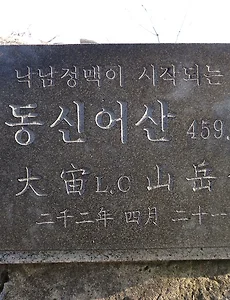 낙남정맥이 시작되는
동신어산 459.
大宙L.C 山岳
二千二年 四月 二十一